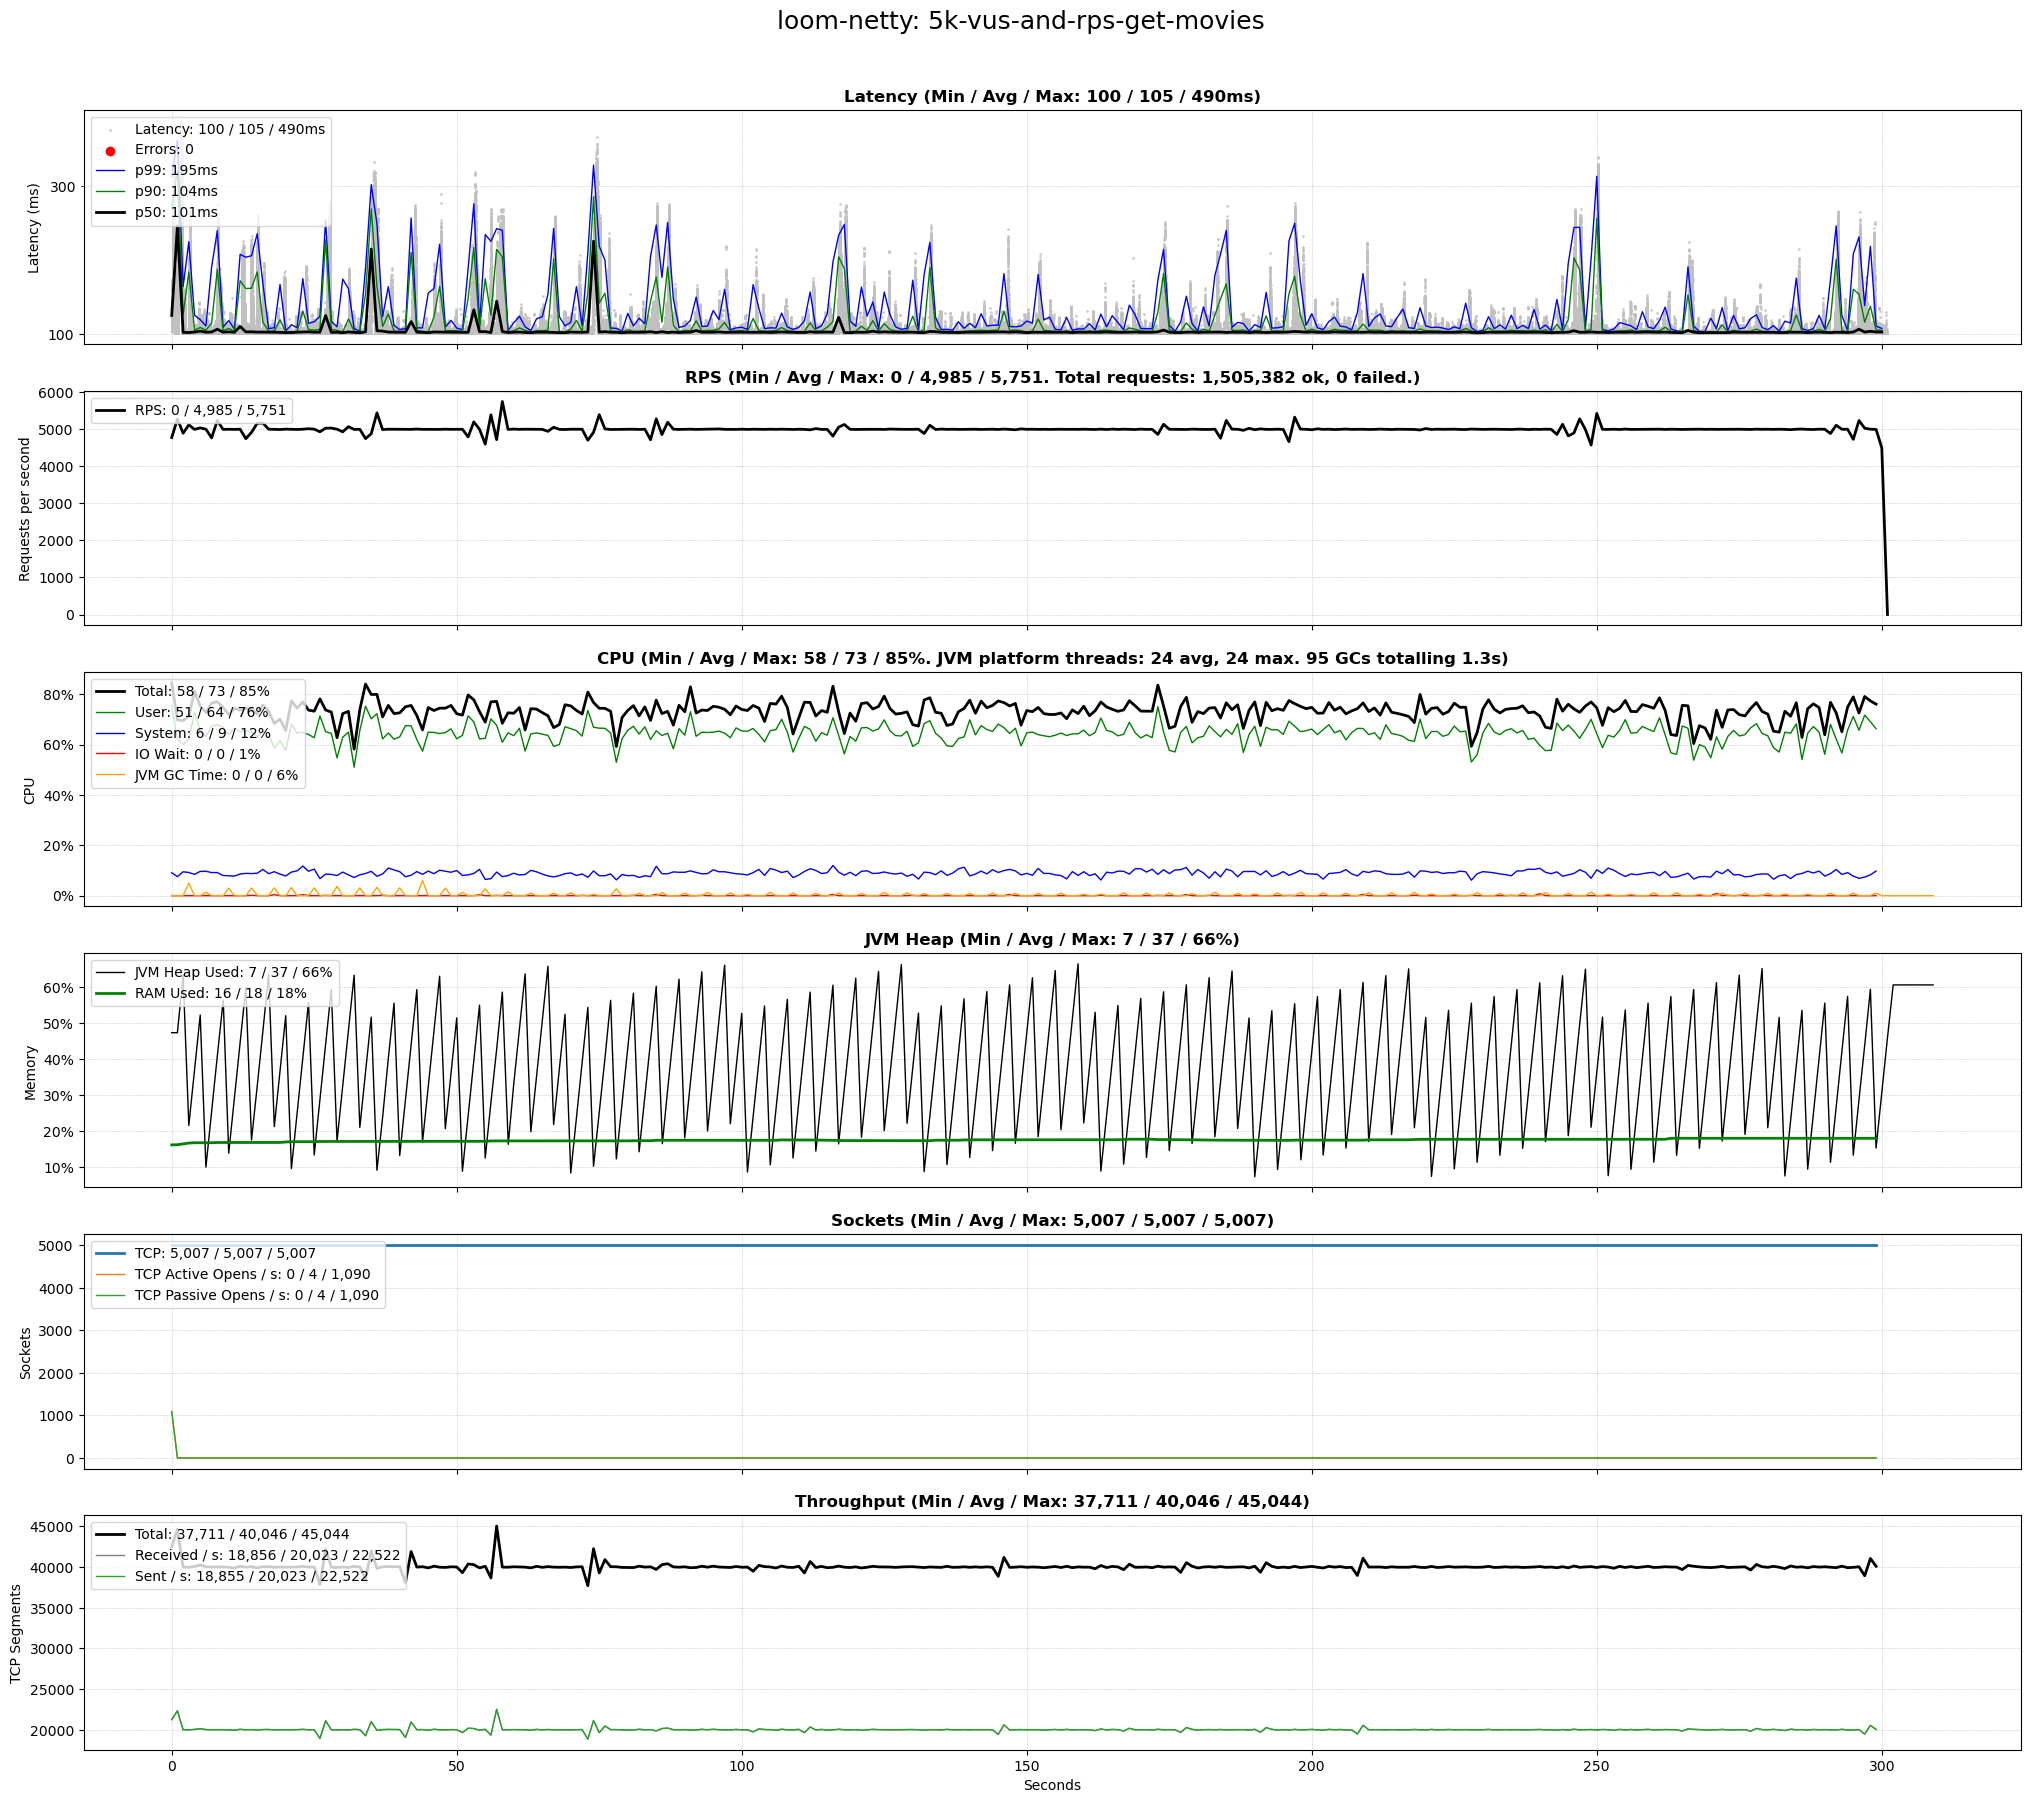 loom-netty: 5k-vus-and-rps-get-movies
Latency (Min / Avg / Max: 100 / 105 / 490ms)
Latency (ms)
300
100
Latency: 100 / 105 / 490ms
Errors: 0
p99: 195ms
p90: 104ms
p50: 101ms
RPS (Min / Avg / Max: 0 / 4,985 / 5,751. Total requests: 1,505,382 ok, 0 failed.)
Requests per second
6000
5000
4000
3000
2000
1000
0
RPS: 0 / 4,985 / 5,751
CPU (Min / Avg / Max: 58 / 73 / 85%. JVM platform threads: 24 avg, 24 max. 95 GCs totalling 1.3s)
CPU
80%
60%
40%
20%
0%
Total: 58 / 73 / 85%
User: 51 / 64 / 76%
System: 6 / 9 / 12%
IO Wait: 0 / 0 / 1%
JVM GC Time: 0 / 0 / 6%
JVM Heap (Min / Avg / Max: 7 / 37 / 66%)
Memory
60%
50%
40%
30%
20%
10%
JVM Heap Used: 7 / 37 / 66%
RAM Used: 16 / 18 / 18%
Sockets (Min / Avg / Max: 5,007 / 5,007 / 5,007)
Sockets
5000
4000
3000
2000
1000
0
TCP: 5,007 / 5,007 / 5,007
TCP Active Opens / s: 0 / 4 / 1,090
TCP Passive Opens / s: 0 / 4 / 1,090
Throughput (Min / Avg / Max: 37,711 / 40,046 / 45,044)
TCP Segments
45000
40000
35000
30000
25000
20000
Total: 37,711 / 40,046 / 45,044
Received / s: 18,856 / 20,023 / 22,522
Sent / s: 18,855 / 20,023 / 22,522
0 50 100 150 200 250 300
Seconds